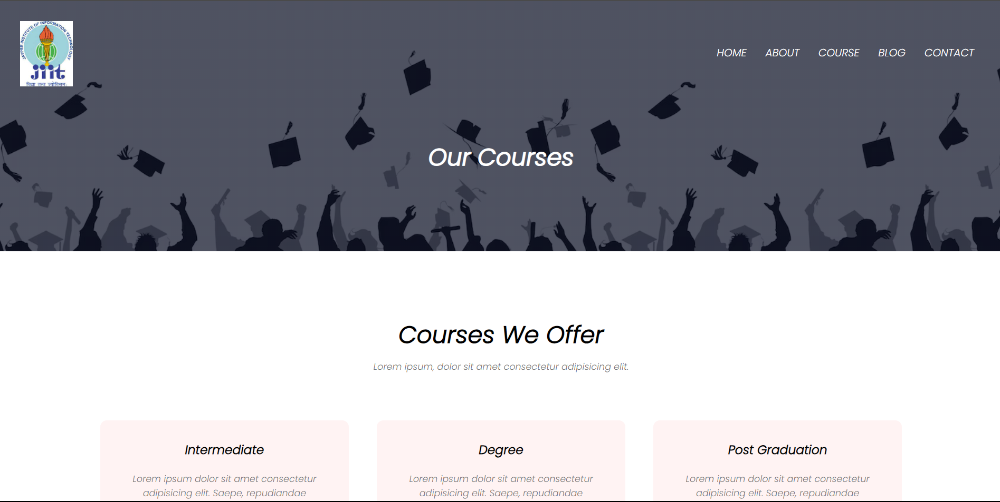 JAYPEE INSTITUTE OF INFORMATION TECHNOLOGY
jiit
विद्या तत्व ज्योतिसमः
HOME ABOUT COURSE BLOG CONTACT
Our Courses
Courses We Offer
Lorem ipsum, dolor sit amet consectetur adipisicing elit.
Intermediate
Lorem ipsum dolor sit amet consectetur
adipisicing elit. Saepe, repudiandae
Degree
Lorem ipsum dolor sit amet consectetur
adipisicing elit. Saepe, repudiandae
Post Graduation
Lorem ipsum dolor sit amet consectetur
adipisicing elit. Saepe, repudiandae